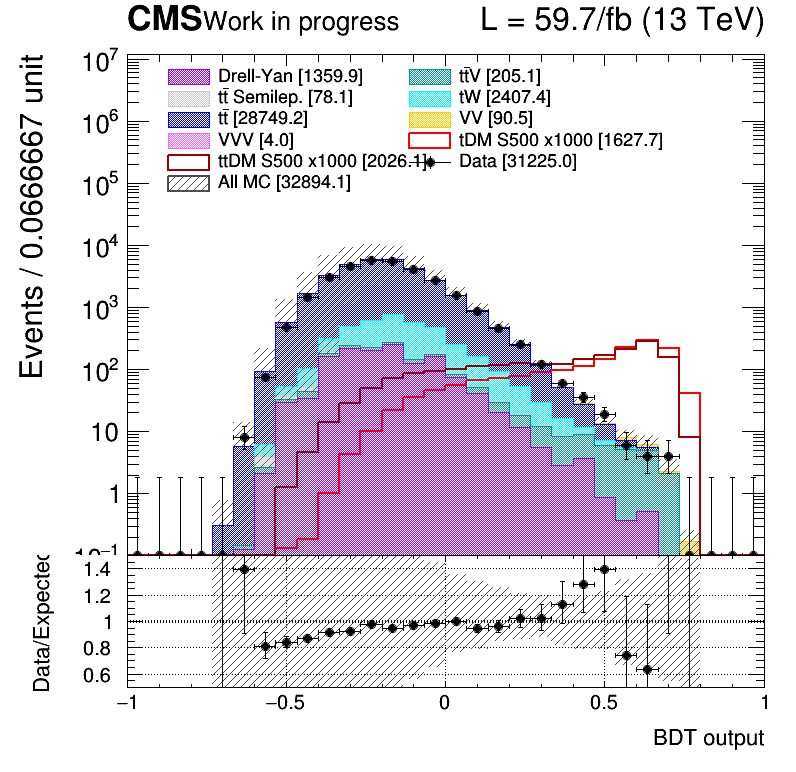 CMS Work in progress L = 59.7/fb (13 TeV)
Events / 0.0666667 unit
10⁷
10⁶
10⁵
10⁴
10³
10²
10
1
10⁻¹
Drell-Yan [1359.9] tt̄V [205.1]
tt̄ Semilep. [78.1] tW [2407.4]
tt̄ [28749.2] VV [90.5]
VVV [4.0] tDM S500 x1000 [1627.7]
ttDM S500 x1000 [2026.1] Data [31225.0]
All MC [32894.1]
Data/Expected
1.4
1.2
1
0.8
0.6
−1 −0.5 0 0.5 1
BDT output